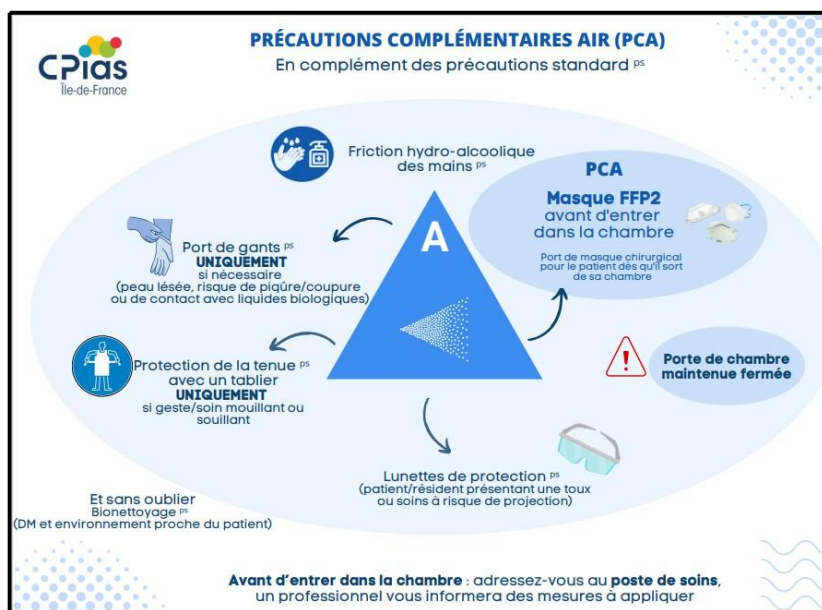 CPias
Île-de-France
PRÉCAUTIONS COMPLÉMENTAIRES AIR (PCA)
En complément des précautions standard ps
Friction hydro-alcoolique
des mains ps
PCA
Masque FFP2
avant d'entrer
dans la chambre
Port de masque chirurgical
pour le patient dès qu'il sort
de sa chambre
A
Port de gants ps
UNIQUEMENT
si nécessaire
(peau lésée, risque de piqûre/coupure
ou de contact avec liquides biologiques)
Protection de la tenue ps
avec un tablier
UNIQUEMENT
si geste/soin mouillant ou
souillant
Porte de chambre
maintenue fermée
Lunettes de protection ps
(patient/résident présentant une toux
ou soins à risque de projection)
Et sans oublier
Bionettoyage ps
(DM et environnement proche du patient)
Avant d'entrer dans la chambre : adressez-vous au poste de soins,
un professionnel vous informera des mesures à appliquer